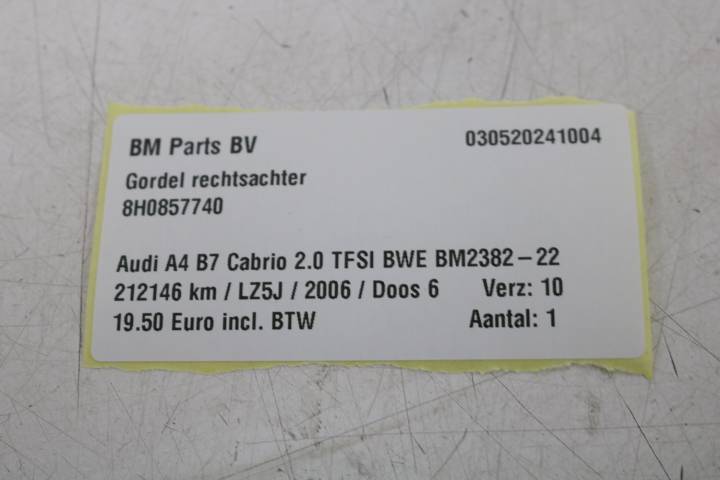 BM Parts BV 030520241004
Gordel rechtsachter
8H0857740
Audi A4 B7 Cabrio 2.0 TFSI BWE BM2382-22
212146 km / LZ5J / 2006 / Doos 6 Verz: 10
19.50 Euro incl. BTW Aantal: 1